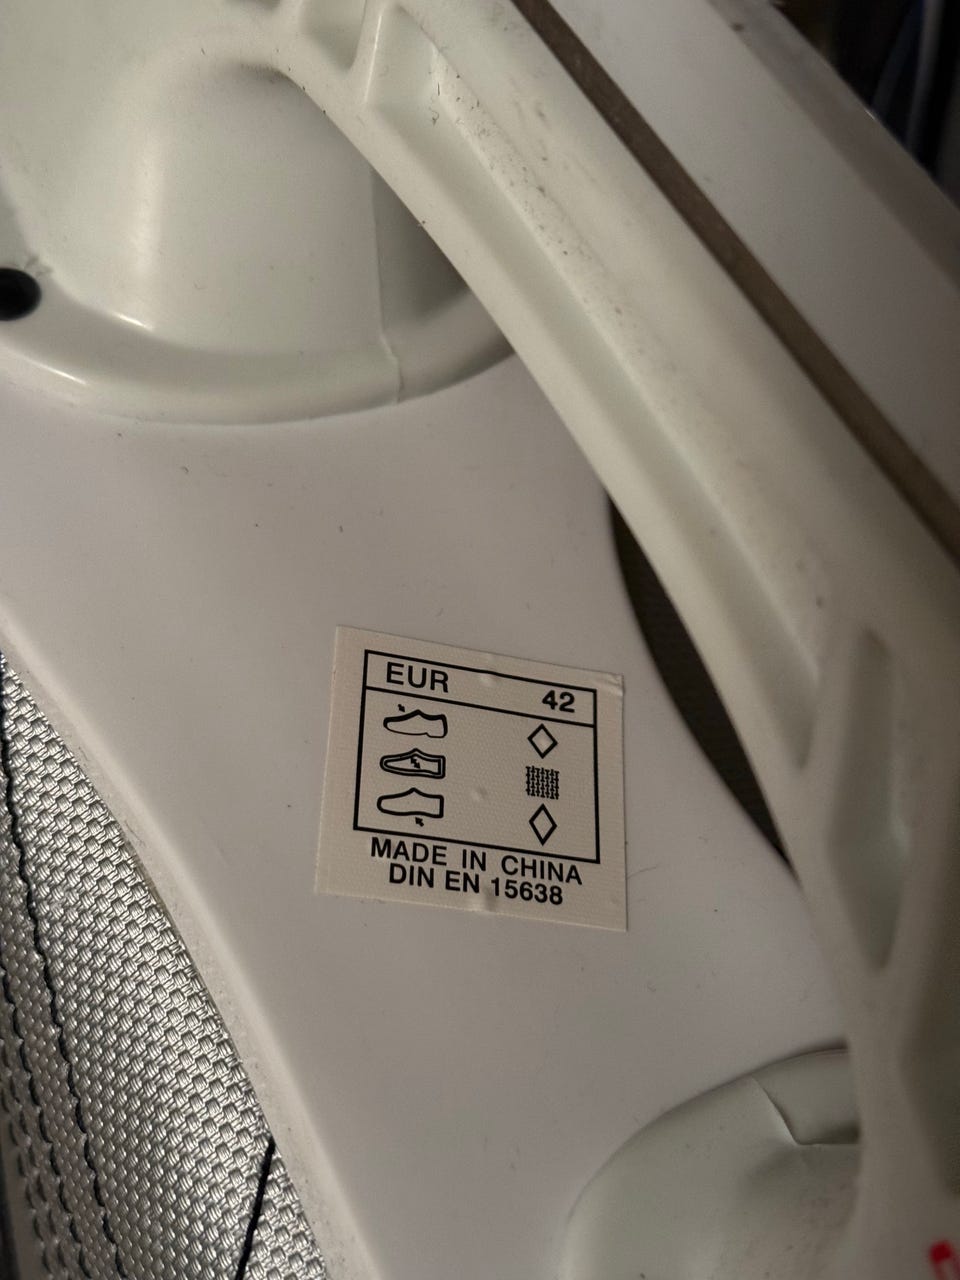 EUR 42
MADE IN CHINA
DIN EN 15638